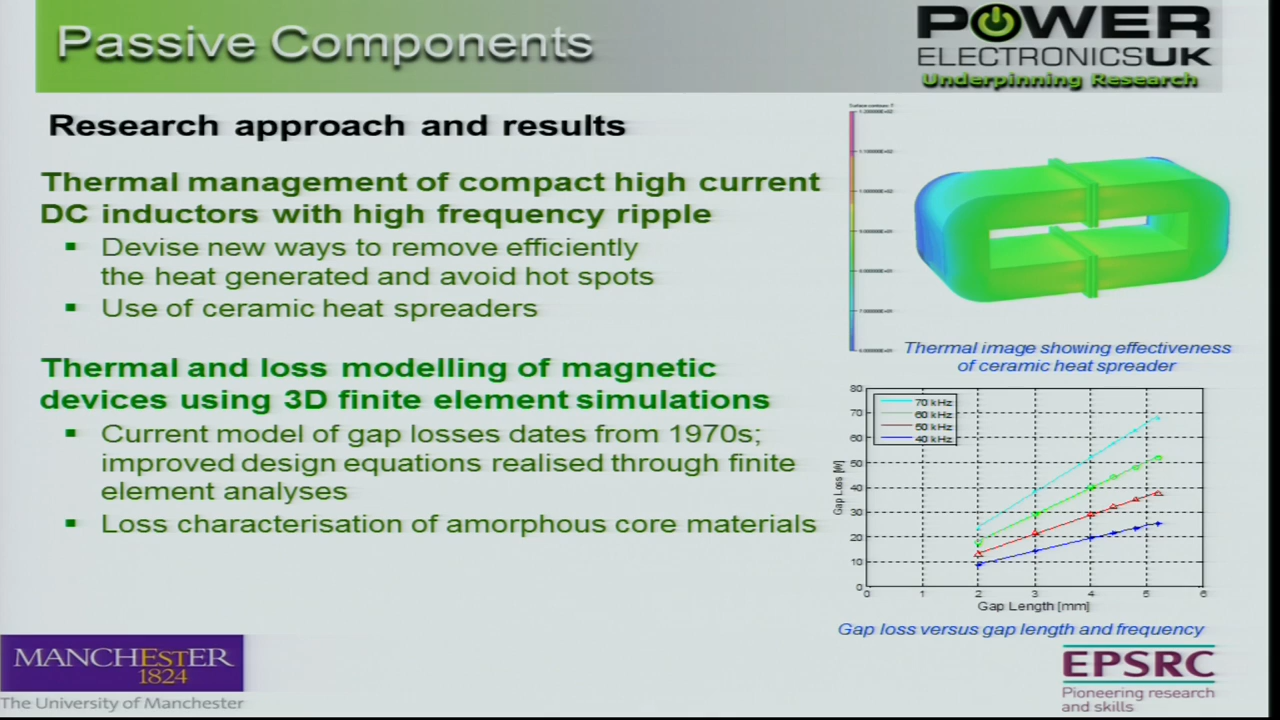 Passive Components
POWER
ELECTRONICSUK
Underpinning Research
Research approach and results
Thermal management of compact high current
DC inductors with high frequency ripple
Devise new ways to remove efficiently
the heat generated and avoid hot spots
Use of ceramic heat spreaders
Thermal and loss modelling of magnetic
devices using 3D finite element simulations
Current model of gap losses dates from 1970s;
improved design equations realised through finite
element analyses
Loss characterisation of amorphous core materials
Thermal image showing effectiveness
of ceramic heat spreader
80
70
60
50
40
30
20
10
0
Gap Loss [W]
70 kHz
60 kHz
50 kHz
40 kHz
0 1 2 3 4 5 6
Gap Length [mm]
Gap loss versus gap length and frequency
MANCHESTER
1824
The University of Manchester
EPSRC
Pioneering research
and skills